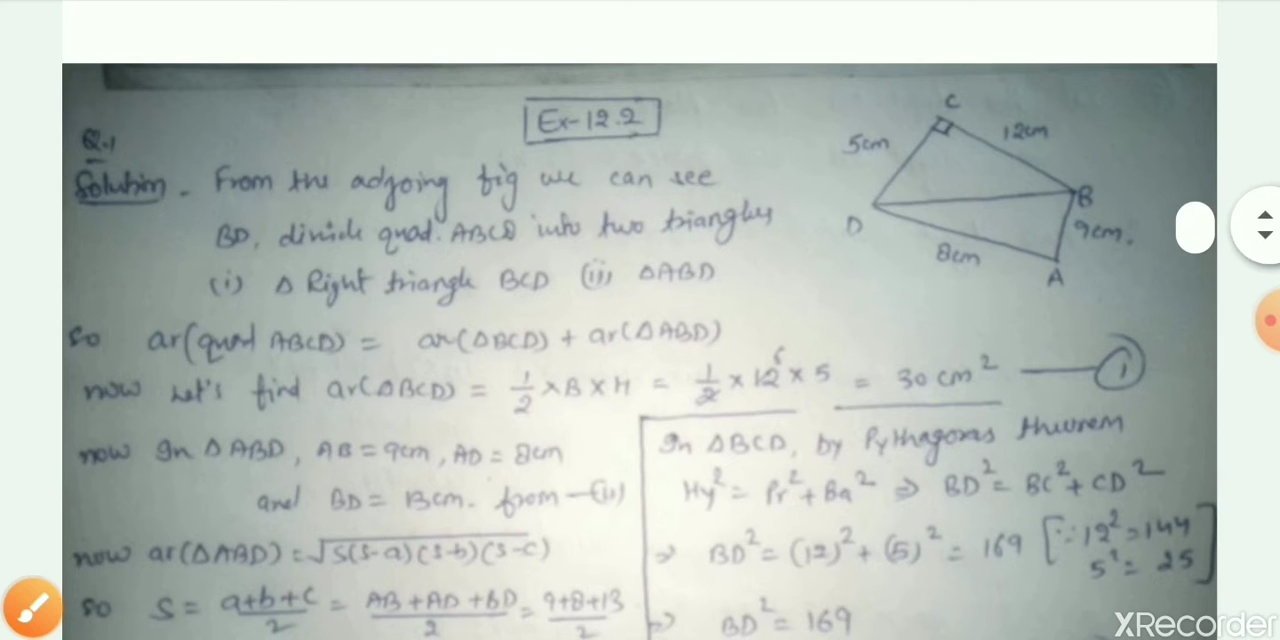 Ex-12.2
Q.1
Solution - From the adgoing fig we can see
BD, divide quad. ABCD into two triangles
(i) Δ Right triangle BCD (ii) ΔABD
C
5cm
12cm
D
B
8cm
9cm.
A
So ar(quad ABCD) = ar(ΔBCD) + ar(ΔABD)
now Let's find ar(ΔBCD) = 1/2 × B × H = 1/2 × 12 6 × 5 = 30 cm² — 1
now In ΔABD, AB = 9cm, AD = 8cm
and BD = 13cm. from —(ii)
now ar(ΔABD) = √S(S-a)(S-b)(S-c)
so S = a+b+c/2 = AB+AD+BD/2 = 9+8+13/2
In ΔBCD, by Pythagoras theorem
Hy² = Pr² + Ba² ⇒ BD² = BC² + CD²
⇒ BD² = (12)² + (5)² = 169 [∵ 12² = 144
5² = 25]
⇒ BD² = 169
XRecorder